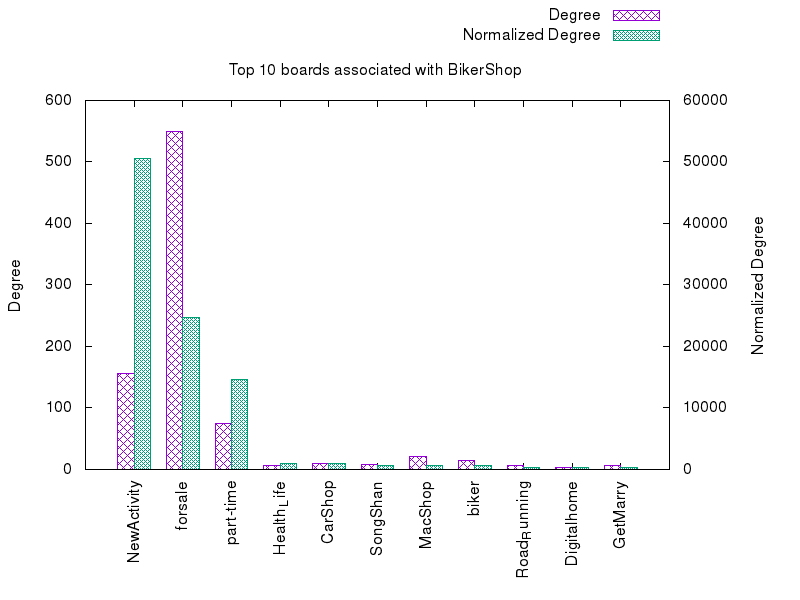 Degree
Normalized Degree
Top 10 boards associated with BikerShop
600
500
400
300
200
100
0
60000
50000
40000
30000
20000
10000
0
Degree
Normalized Degree
NewActivity
forsale
part-time
HealthLife
CarShop
SongShan
MacShop
biker
RoadRunning
Digitalhome
GetMarry